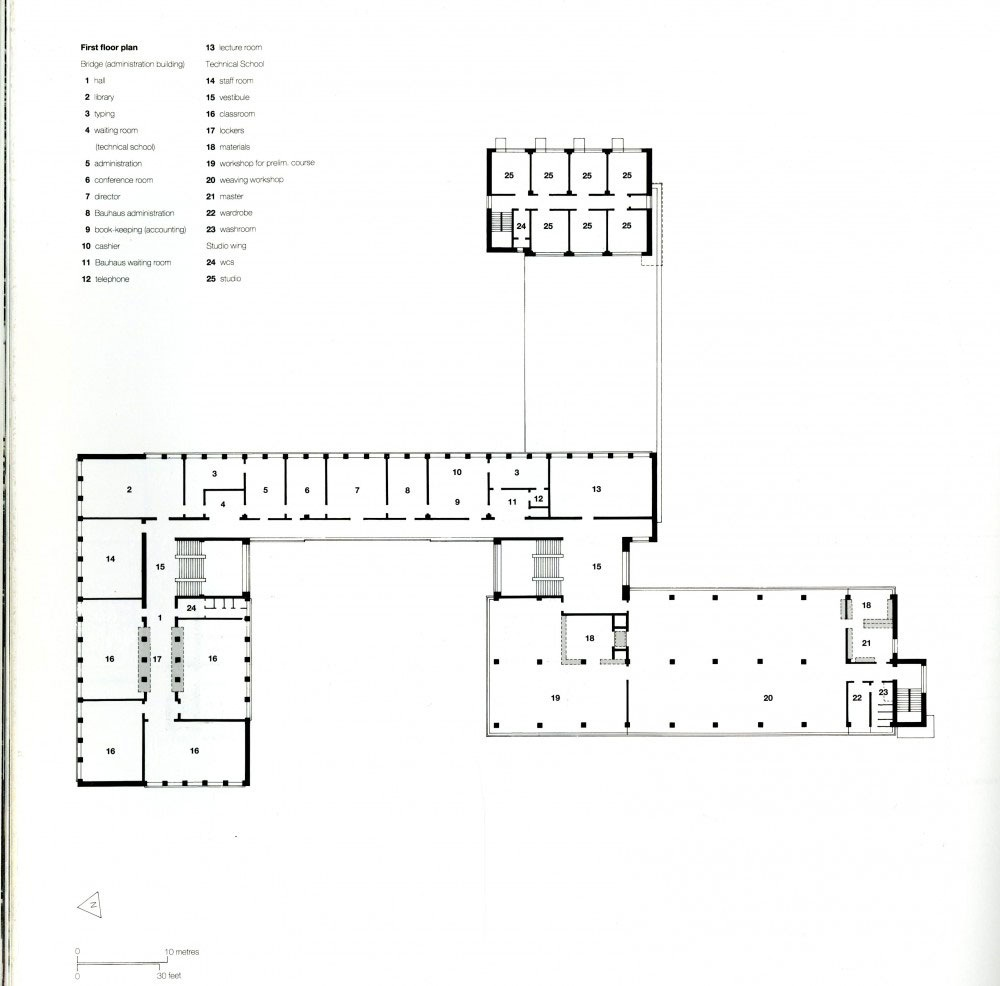 First floor plan
Bridge (administration building)
1 hall
2 library
3 typing
4 waiting room
(technical school)
5 administration
6 conference room
7 director
8 Bauhaus administration
9 book-keeping (accounting)
10 cashier
11 Bauhaus waiting room
12 telephone
13 lecture room
Technical School
14 staff room
15 vestibule
16 classroom
17 lockers
18 materials
19 workshop for prelim. course
20 weaving workshop
21 master
22 wardrobe
23 washroom
Studio wing
24 wcs
25 studio
25 25 25 25
24 25 25 25
2 3 4 5 6 7 8 10 9 3 11 12 13
14 15 15
1 24 18 18
16 17 16 21
19 20 22 23
16 16
N
0 10 metres
0 30 feet